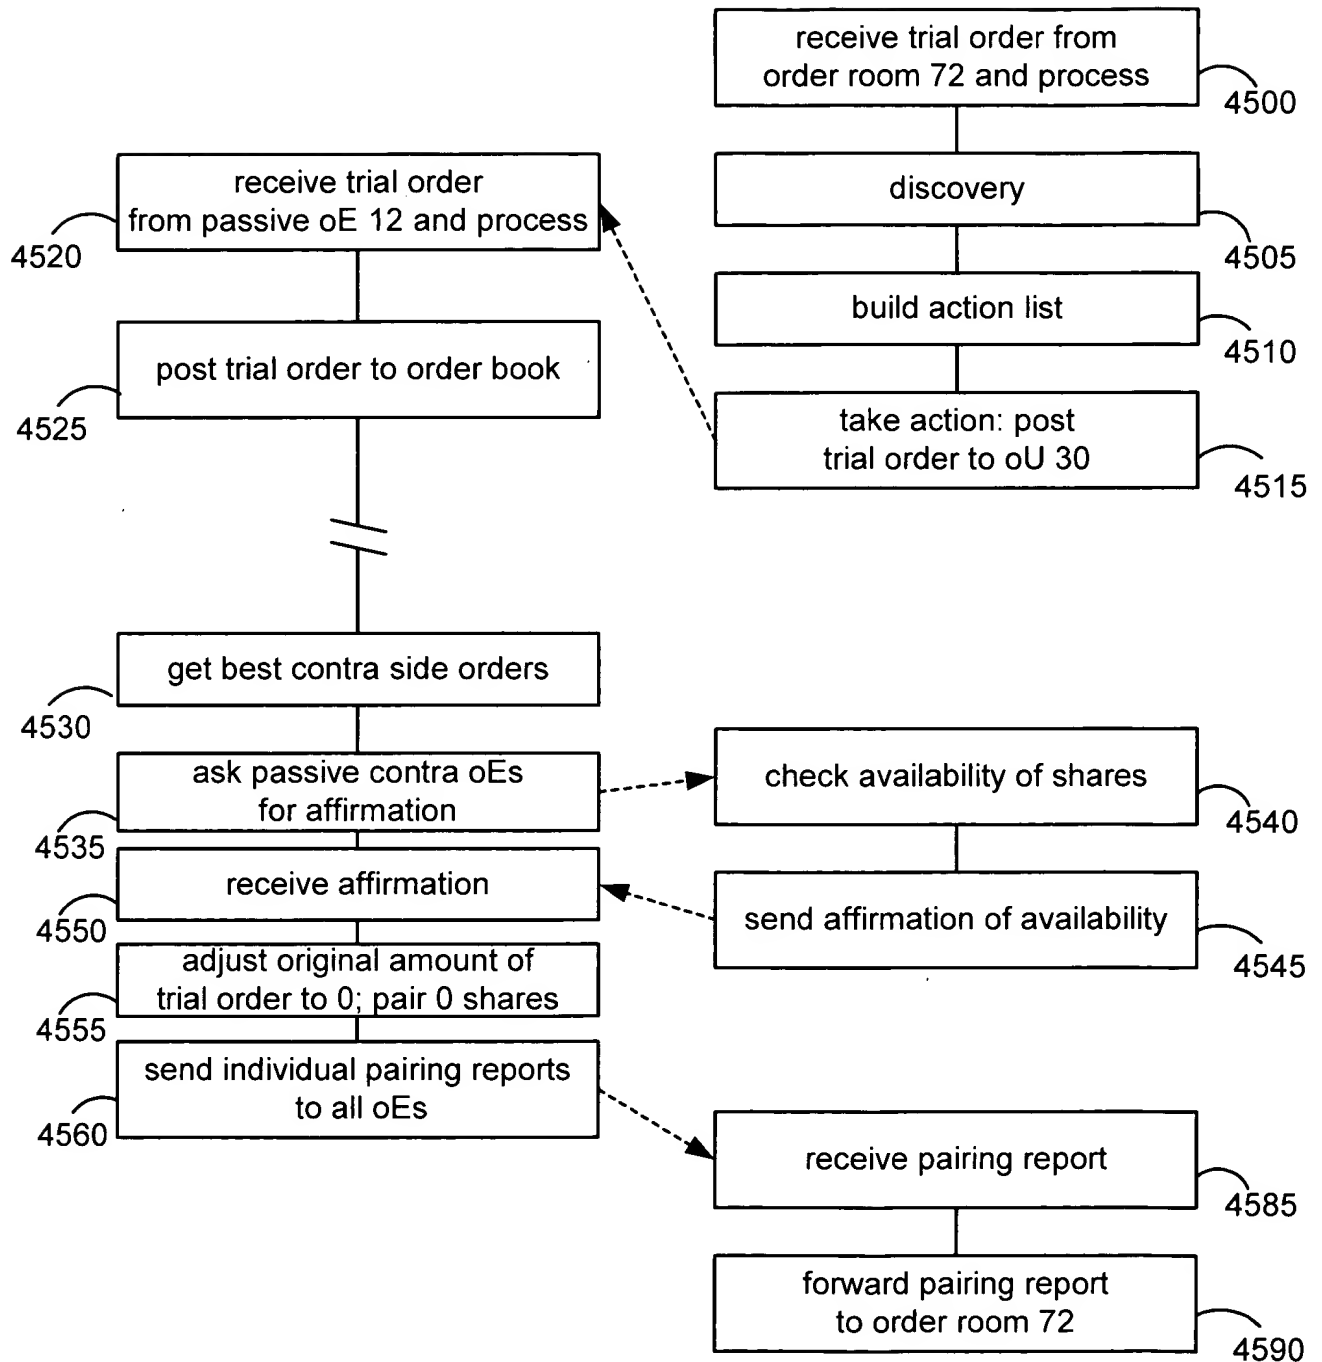 receive trial order from
order room 72 and process
4500
discovery
4505
build action list
4510
take action: post
trial order to oU 30
4515
receive trial order
from passive oE 12 and process
4520
post trial order to order book
4525
get best contra side orders
4530
ask passive contra oEs
for affirmation
4535
check availability of shares
4540
send affirmation of availability
4545
receive affirmation
4550
adjust original amount of
trial order to 0; pair 0 shares
4555
send individual pairing reports
to all oEs
4560
receive pairing report
4585
forward pairing report
to order room 72
4590